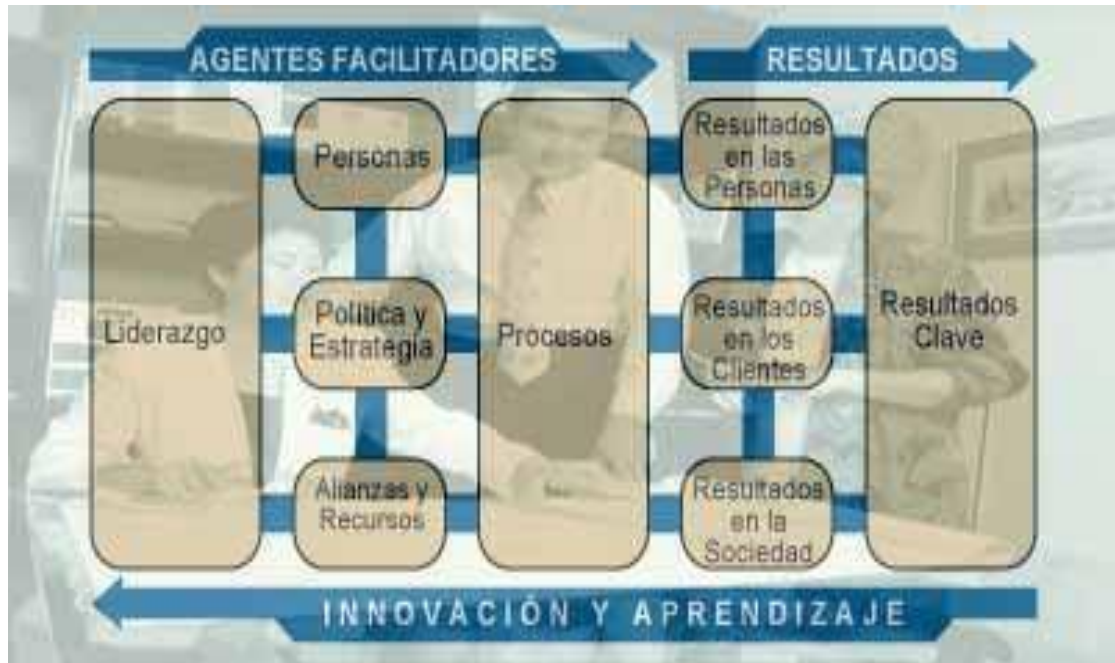 AGENTES FACILITADORES
RESULTADOS
Liderazgo
Personas
Política y
Estrategia
Alianzas y
Recursos
Procesos
Resultados
en las
Personas
Resultados
en los
Clientes
Resultados
en la
Sociedad
Resultados
Clave
INNOVACIÓN Y APRENDIZAJE